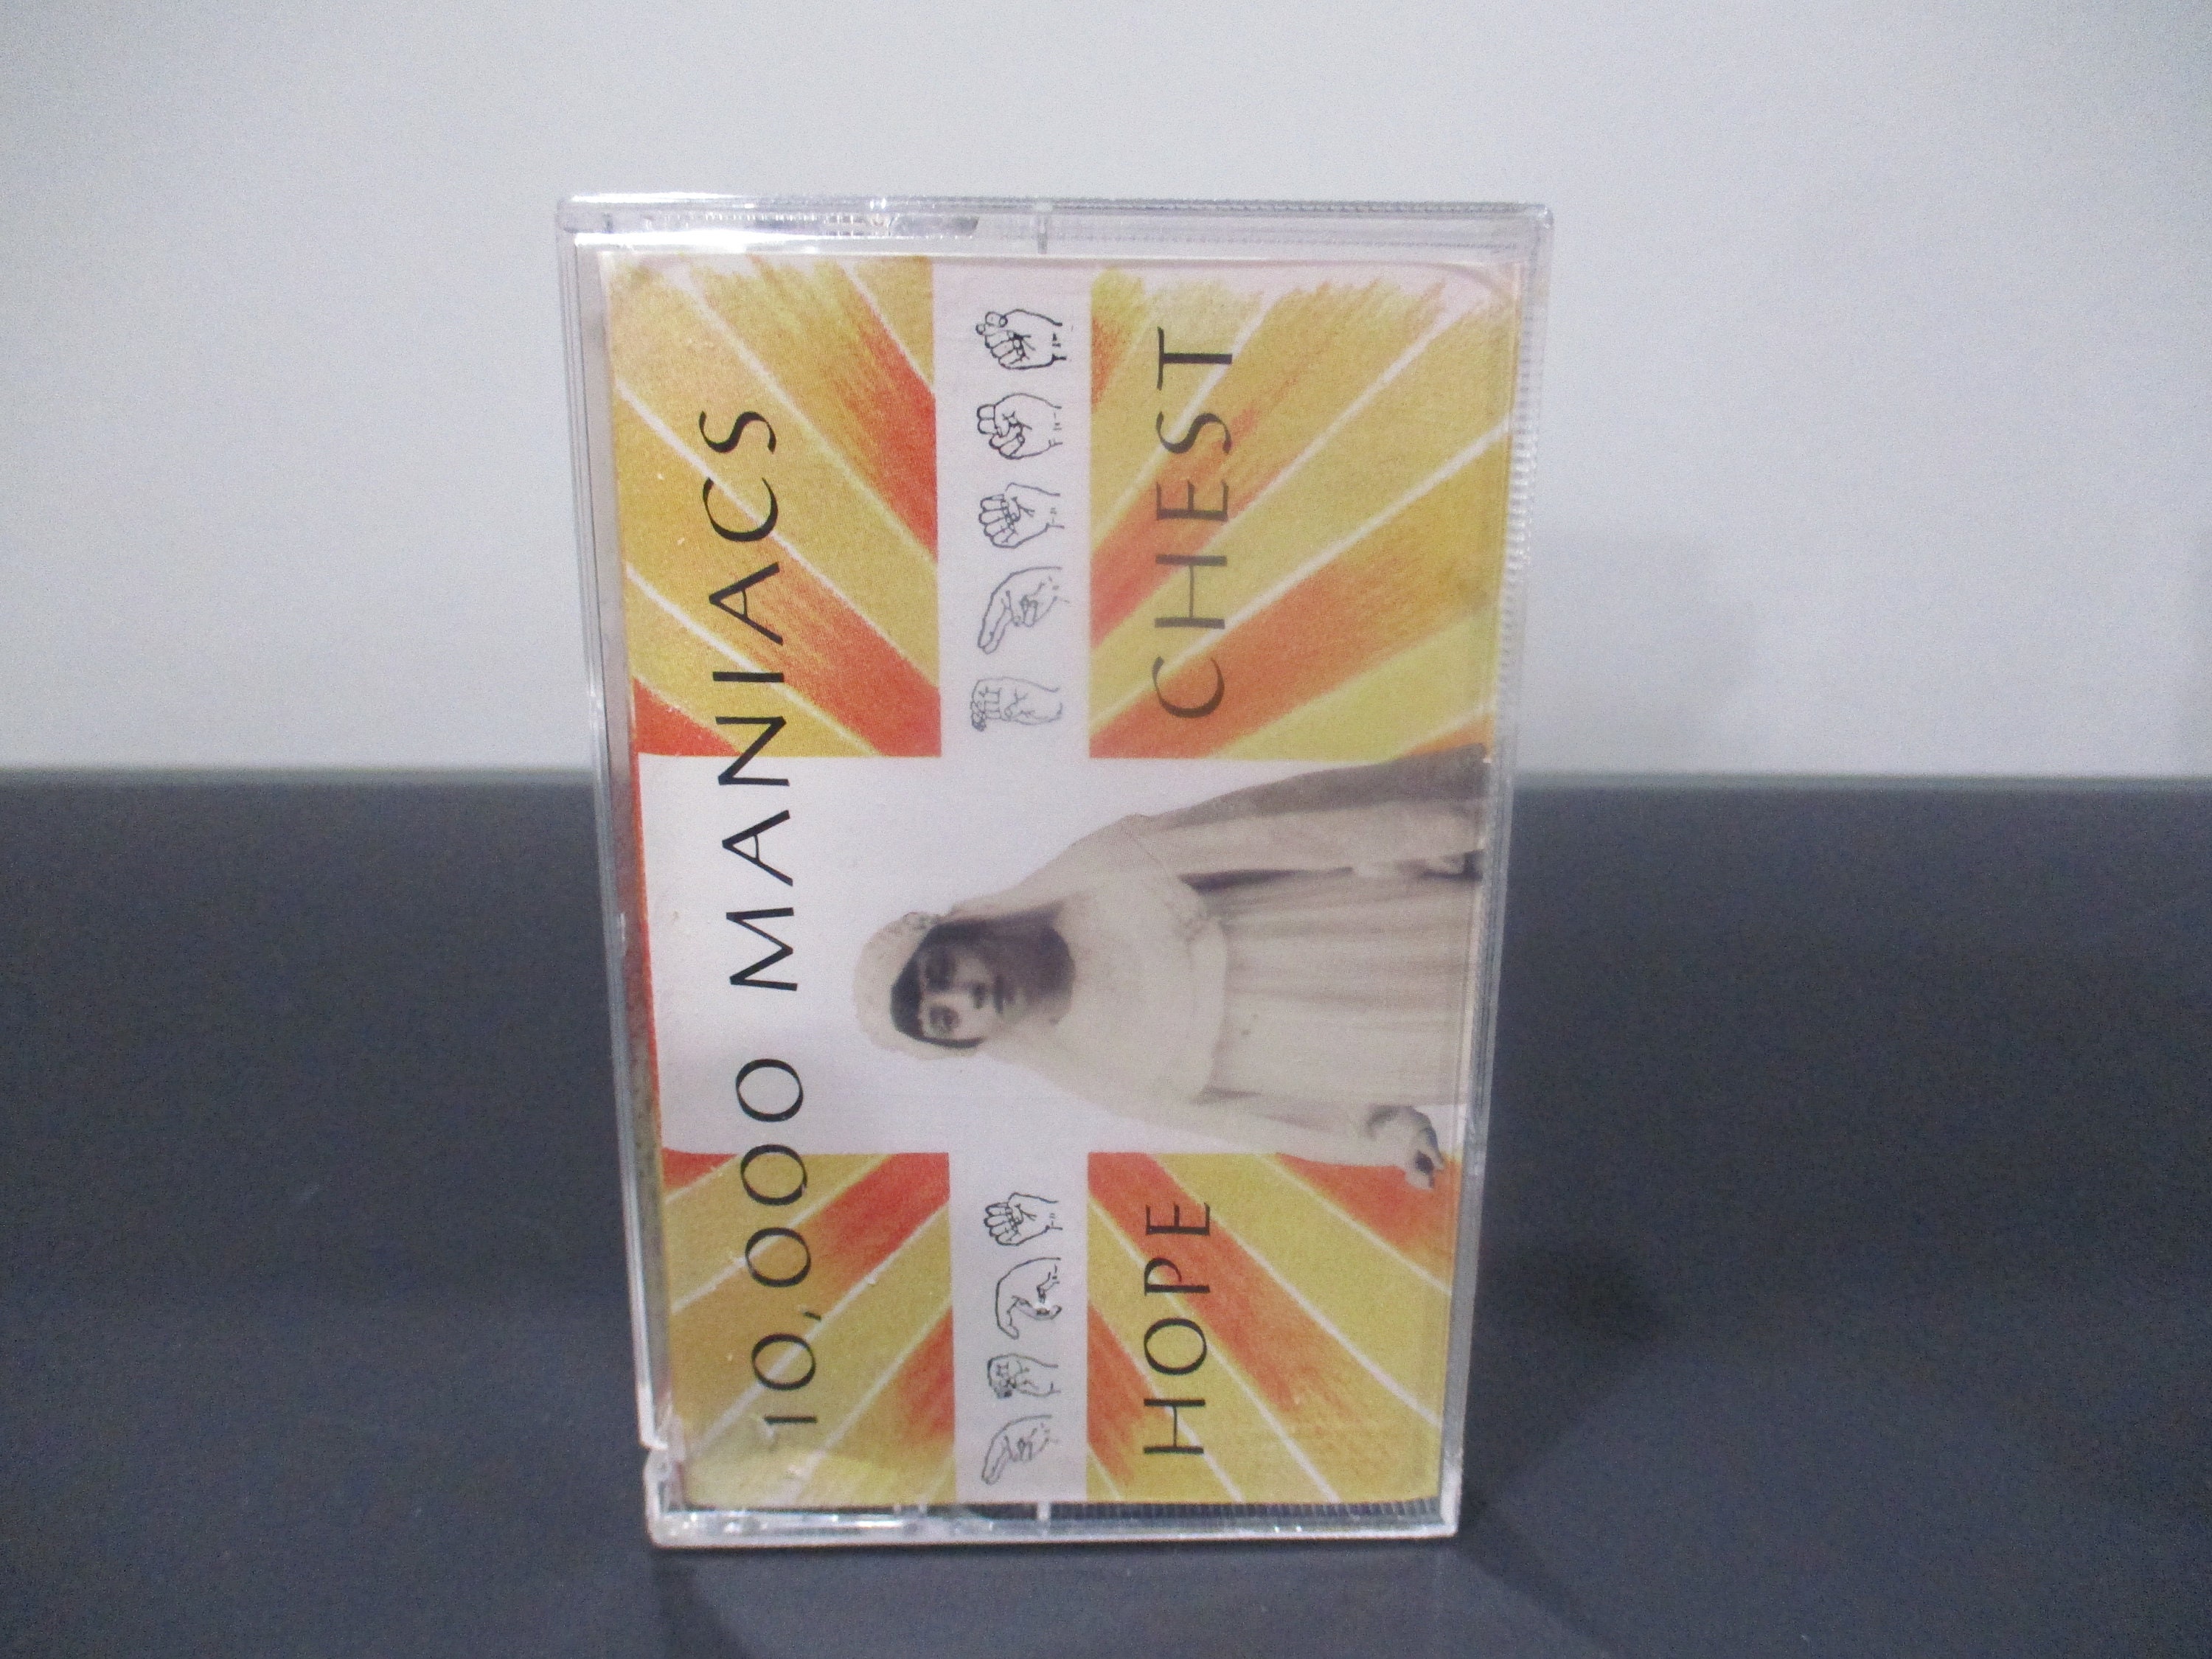 10,000 MANIACS
HOPE CHEST